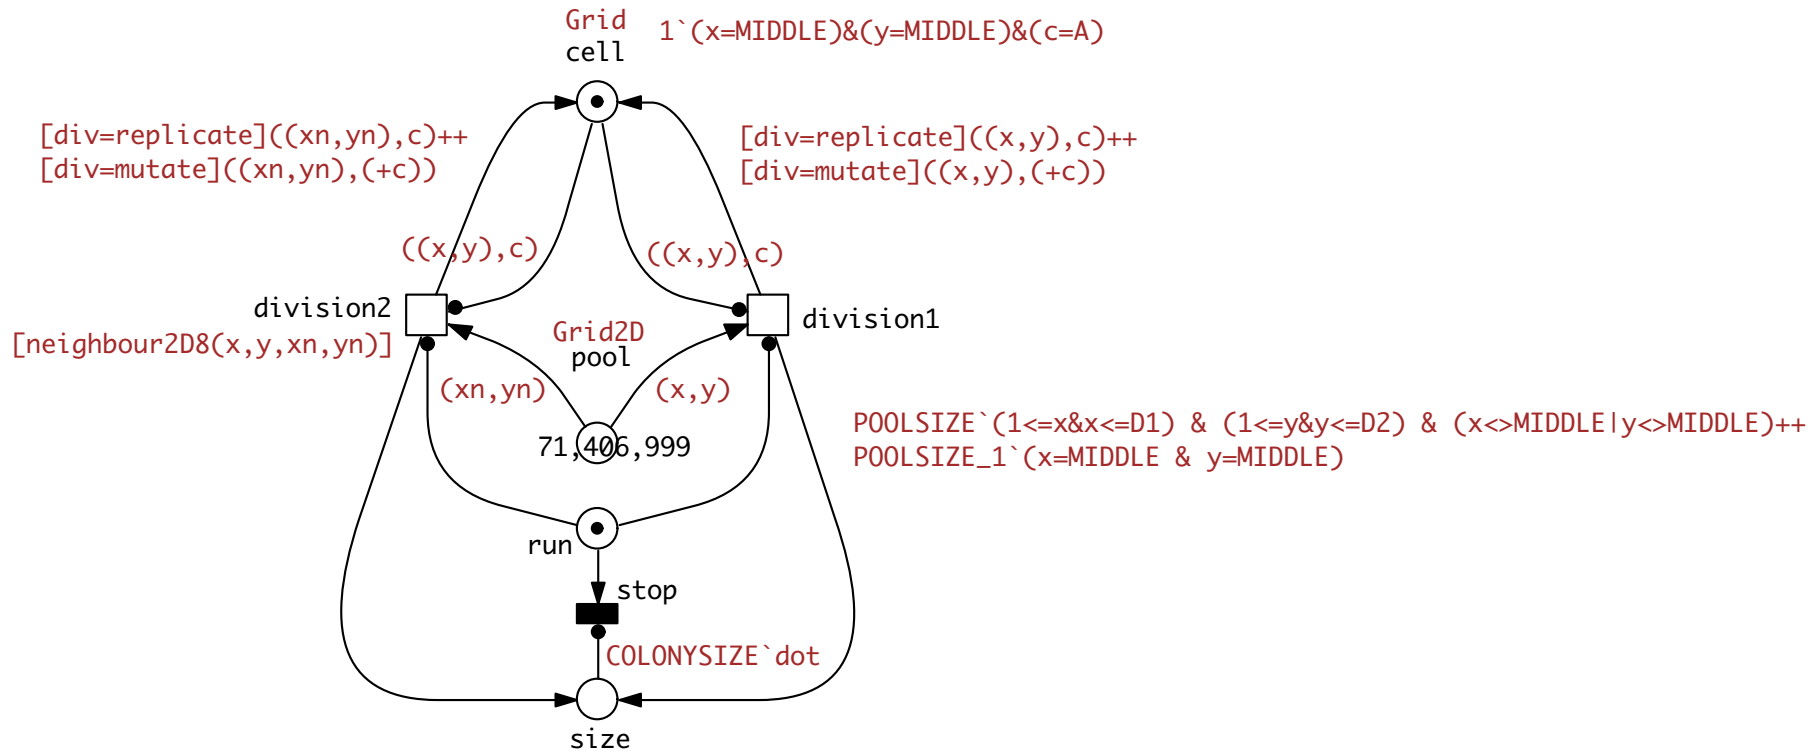 Grid
1`(x=MIDDLE)&(y=MIDDLE)&(c=A)
cell
[div=replicate]((xn,yn),c)++
[div=mutate]((xn,yn),(+c))
[div=replicate]((x,y),c)++
[div=mutate]((x,y),(+c))
((x,y),c)
((x,y),c)
division2
[neighbour2D8(x,y,xn,yn)]
Grid2D
pool
division1
(xn,yn)
(x,y)
71,406,999
POOLSIZE`(1<=x&x<=D1) & (1<=y&y<=D2) & (x<>MIDDLE|y<>MIDDLE)++
POOLSIZE_1`(x=MIDDLE & y=MIDDLE)
run
stop
COLONYSIZE`dot
size